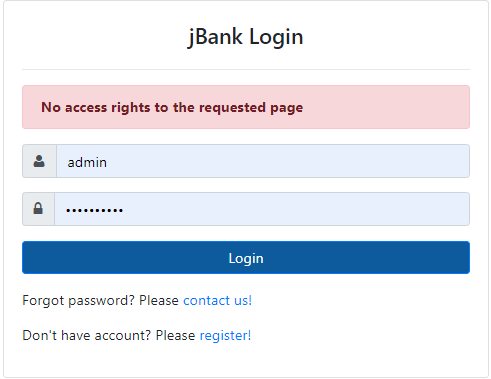 jBank Login
No access rights to the requested page
admin
••••••••••
Login
Forgot password? Please contact us!
Don't have account? Please register!